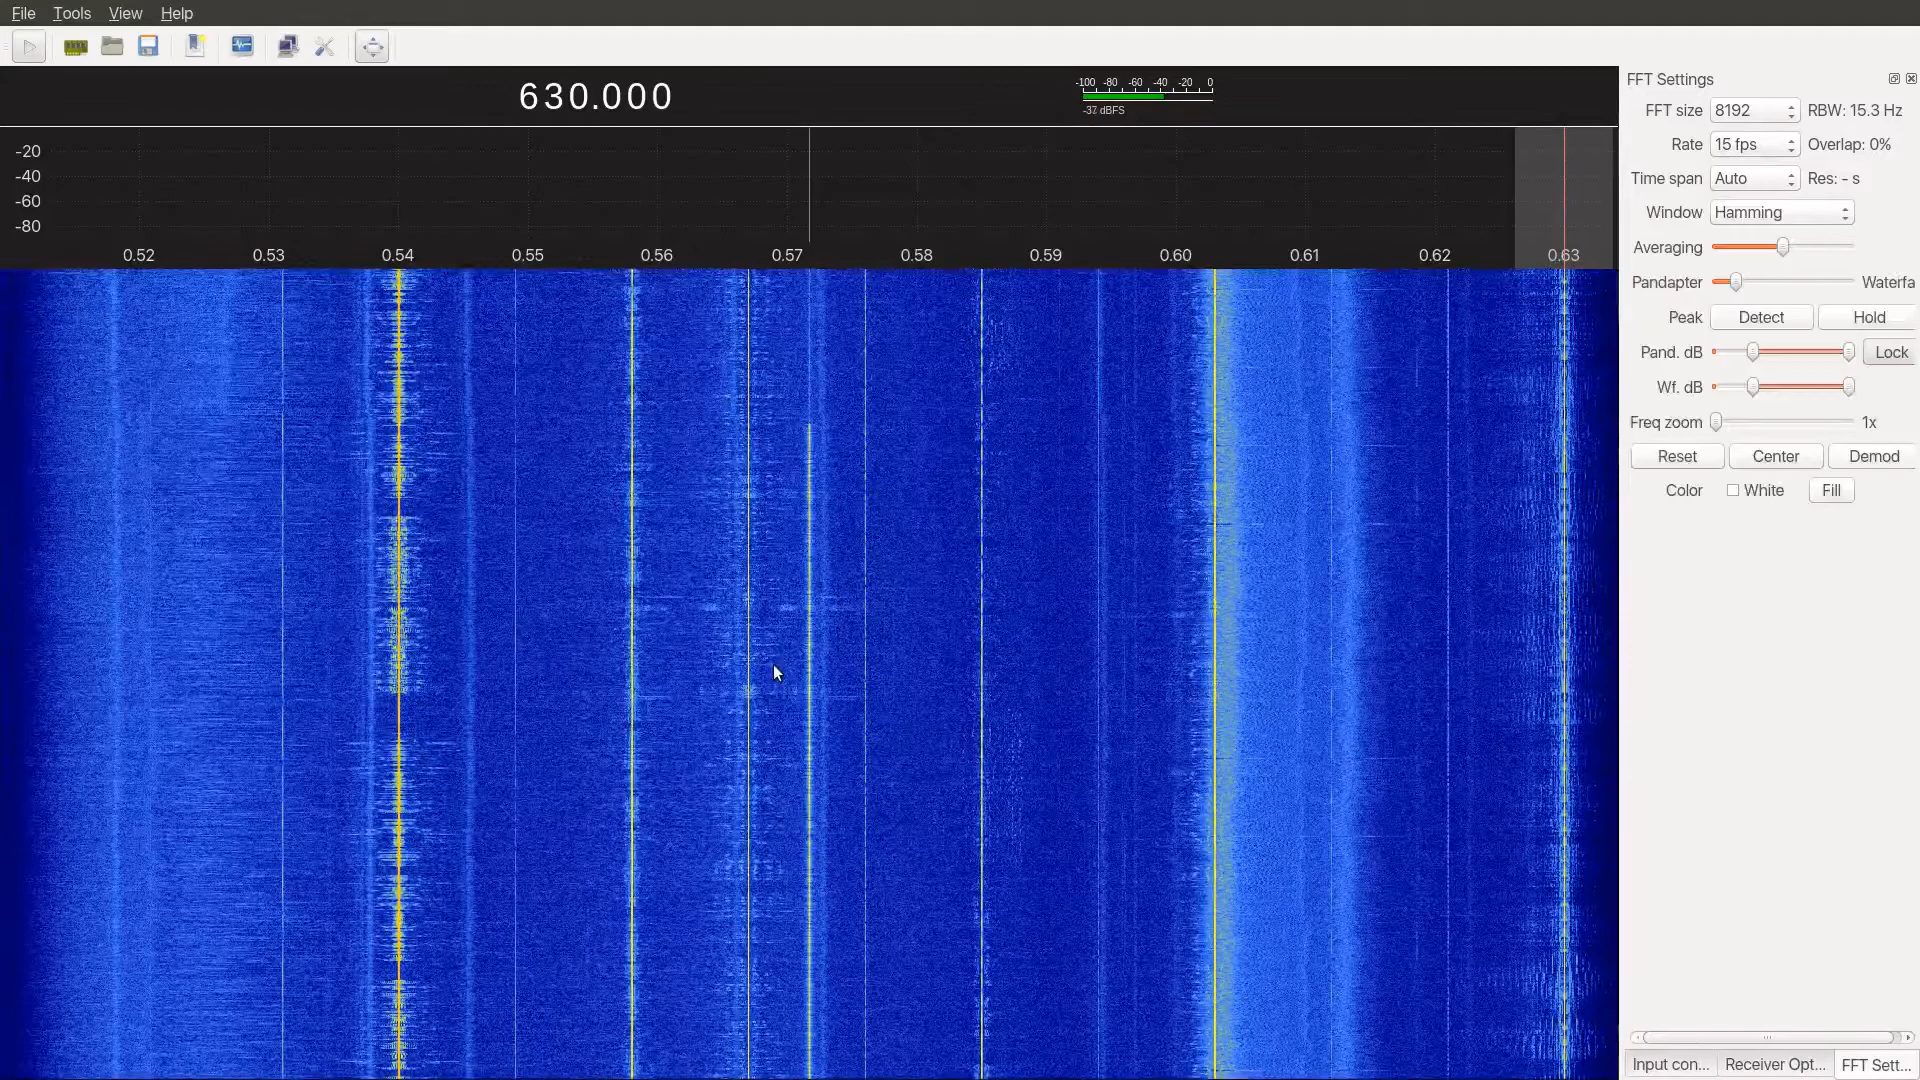 File Tools View Help
630.000
-100 -80 -60 -40 -20 0
-37 dBFS
-20
-40
-60
-80
0.52 0.53 0.54 0.55 0.56 0.57 0.58 0.59 0.60 0.61 0.62 0.63
FFT Settings
FFT size 8192 RBW: 15.3 Hz
Rate 15 fps Overlap: 0%
Time span Auto Res: - s
Window Hamming
Averaging
Pandapter Waterfa
Peak Detect Hold
Pand. dB Lock
Wf. dB
Freq zoom 1x
Reset Center Demod
Color White Fill
Input con... Receiver Opt... FFT Sett...